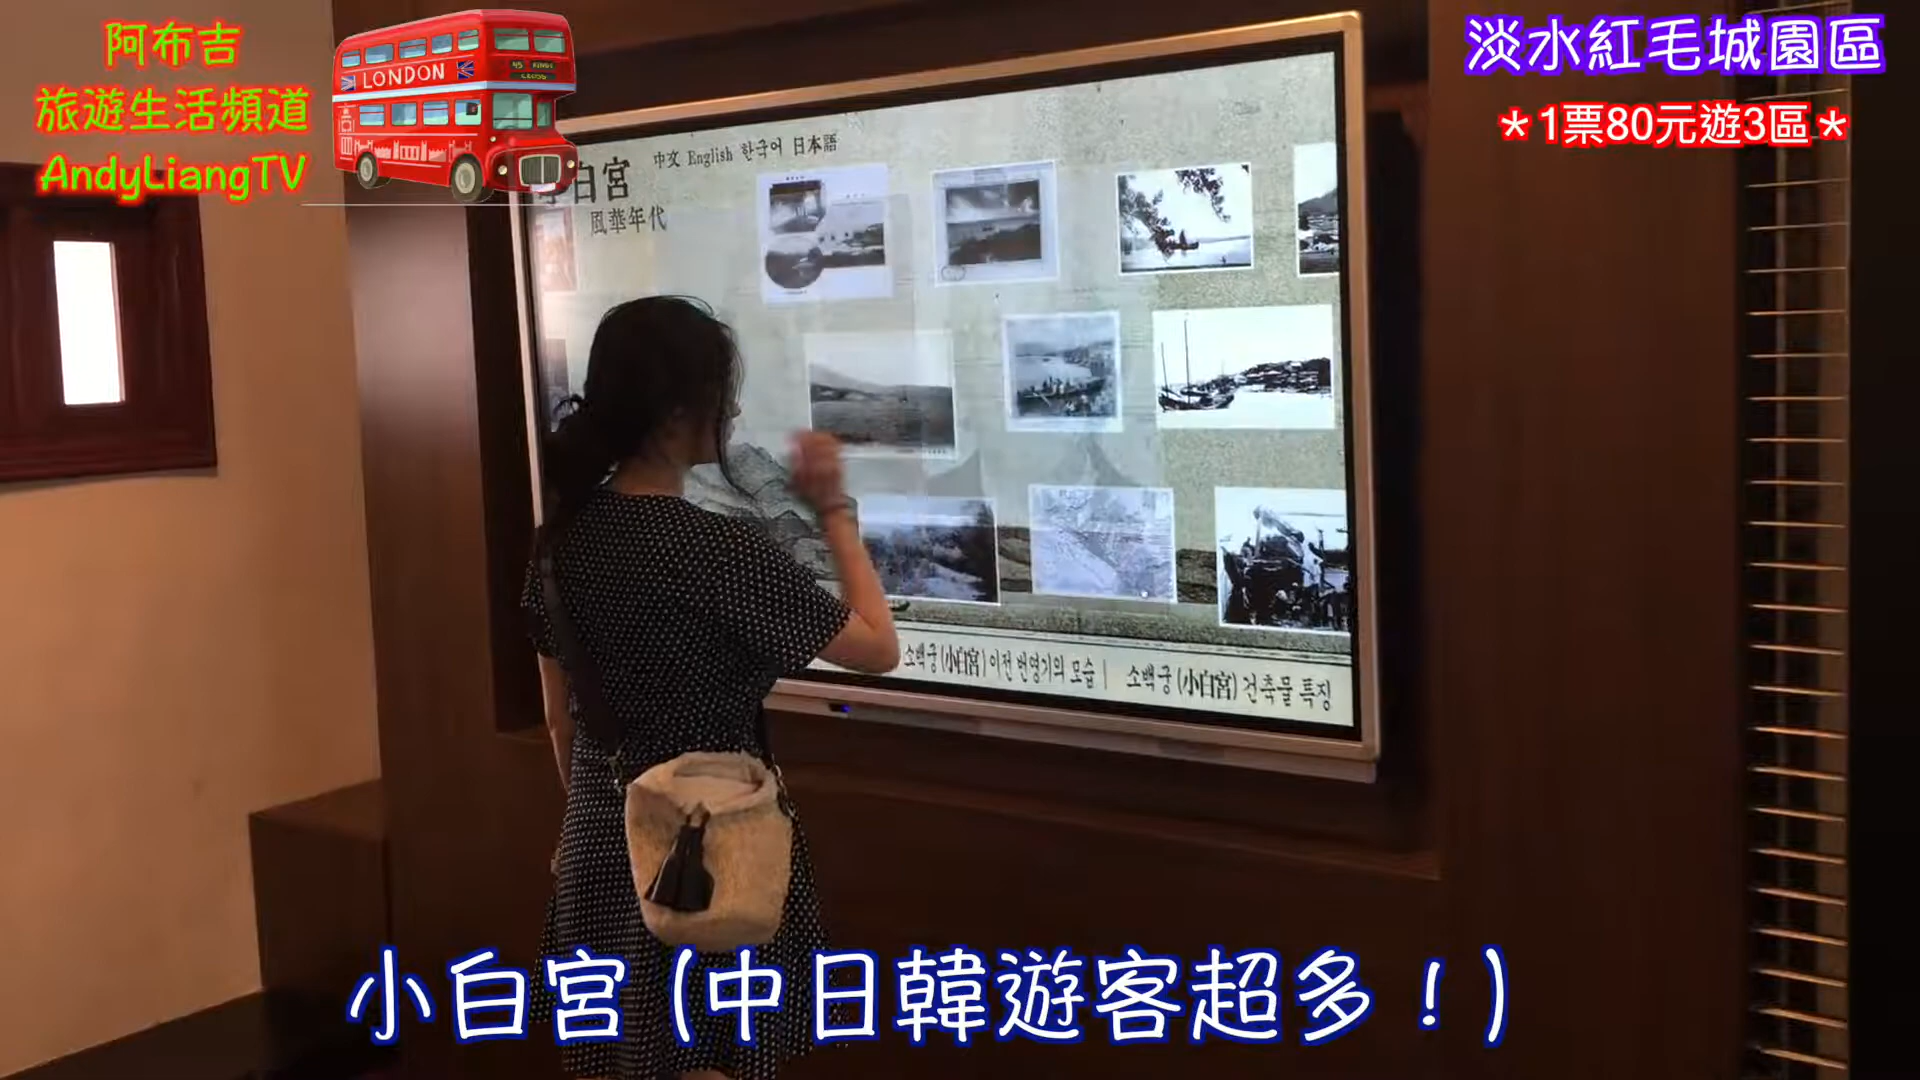 阿布吉
旅遊生活頻道
AndyLiangTV
LONDON
淡水紅毛城園區
*1票80元遊3區*
中文 English 한국어 日本語
小白宮
風華年代
소백궁(小白宮)이전 번영기의 모습 | 소백궁(小白宮)건축물 특징
小白宮 (中日韓遊客超多！)